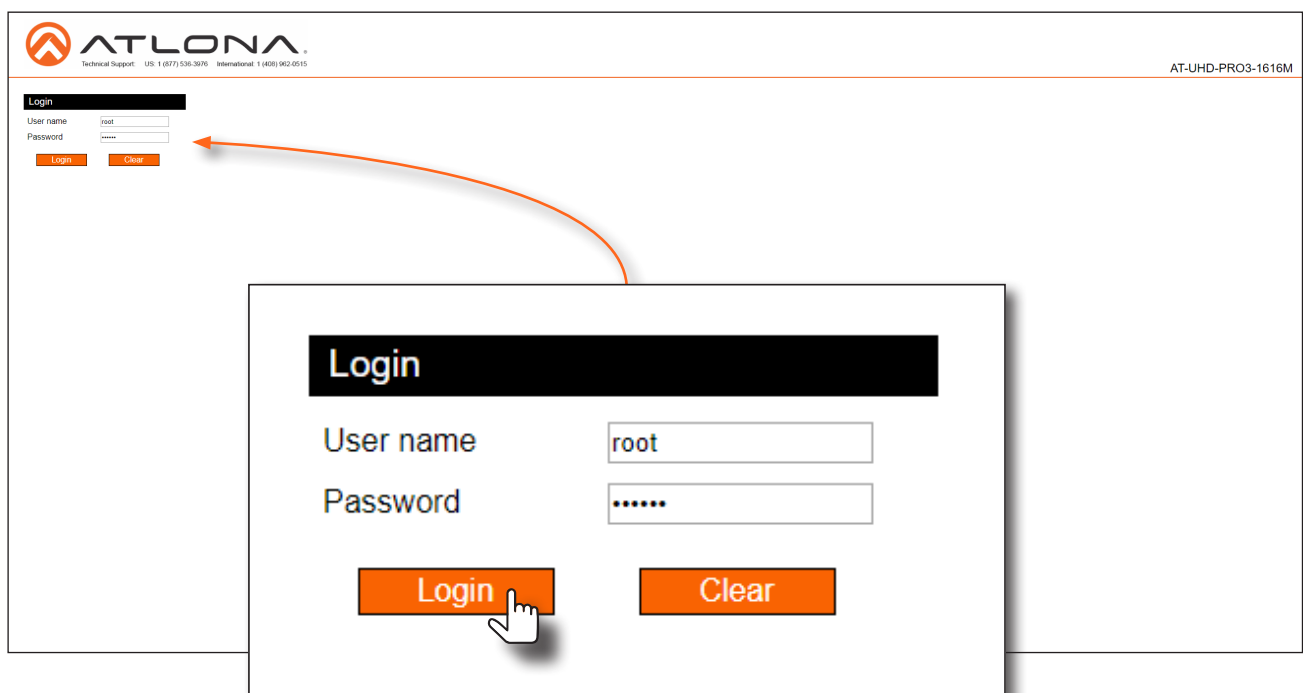 ATLONA.
Technical Support US: 1 (877) 536-3976 International: 1 (408) 962-0515
AT-UHD-PRO3-1616M
Login
User name root
Password ••••••
Login Clear
Login
User name root
Password ••••••
Login Clear